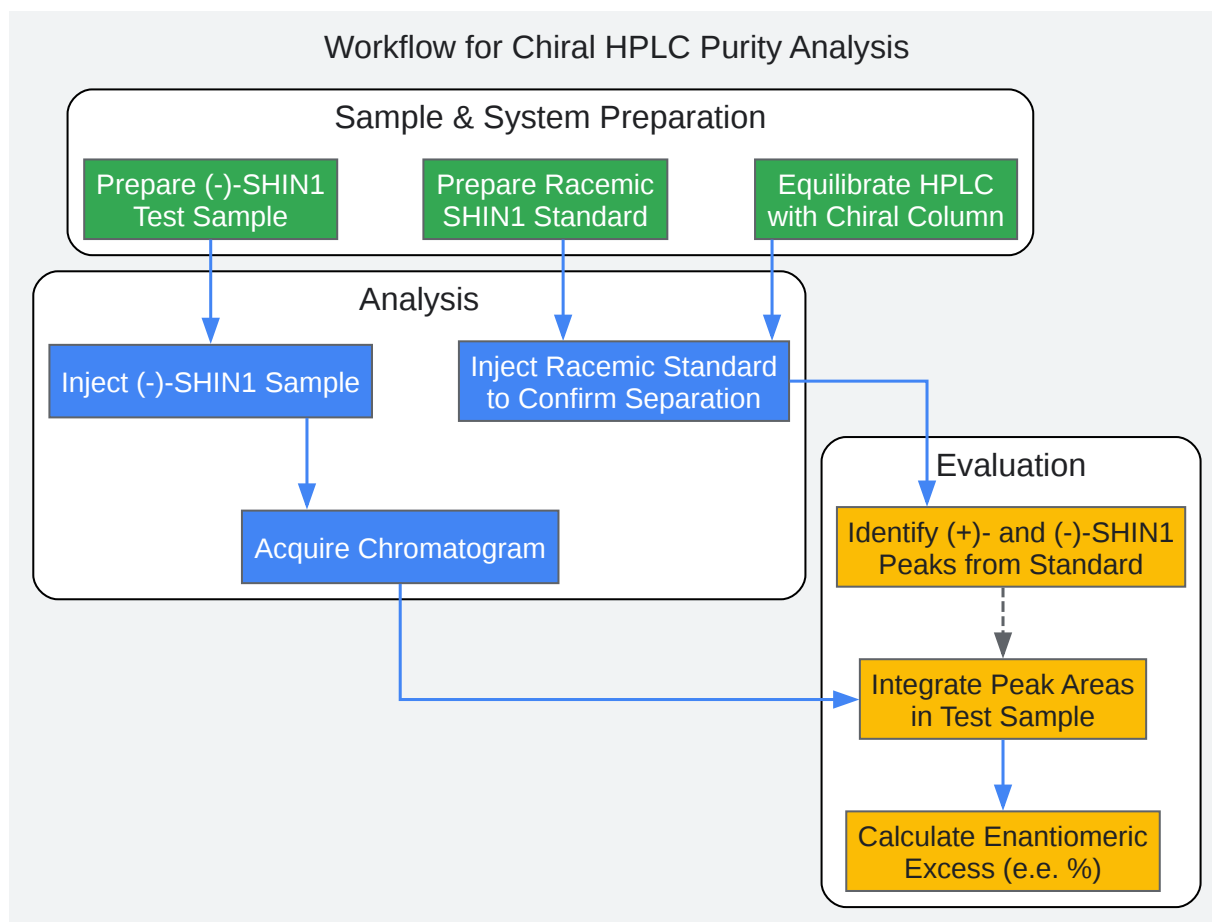 Workflow for Chiral HPLC Purity Analysis
Sample & System Preparation
Prepare (-)-SHIN1
Test Sample
Prepare Racemic
SHIN1 Standard
Equilibrate HPLC
with Chiral Column
Analysis
Inject (-)-SHIN1 Sample
Inject Racemic Standard
to Confirm Separation
Acquire Chromatogram
Evaluation
Identify (+)- and (-)-SHIN1
Peaks from Standard
Integrate Peak Areas
in Test Sample
Calculate Enantiomeric
Excess (e.e. %)